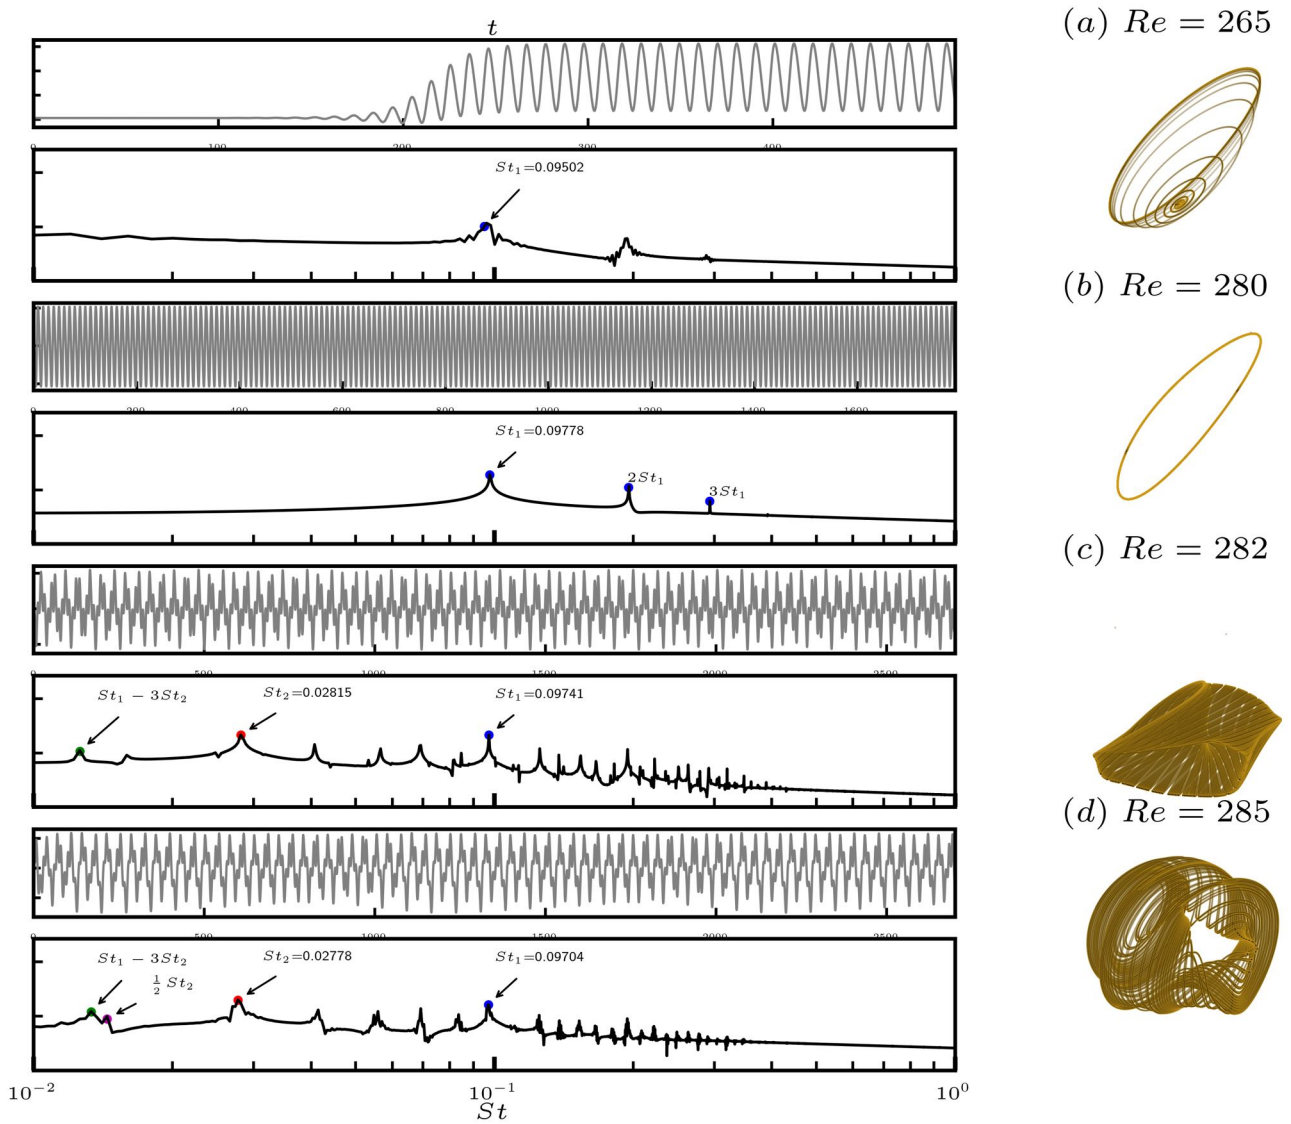 t
(a) Re = 265
100 200 300 400
St₁=0.09502
(b) Re = 280
0 200 400 600 800 1000 1200 1400 1600
St₁=0.09778
2St₁
3St₁
(c) Re = 282
0 500 1000 1500 2000 2500
St₁ − 3St₂
St₂=0.02815
St₁=0.09741
(d) Re = 285
0 500 1000 1500 2000 2500
St₁ − 3St₂
½ St₂
St₂=0.02778
St₁=0.09704
10⁻² 10⁻¹ 10⁰
St